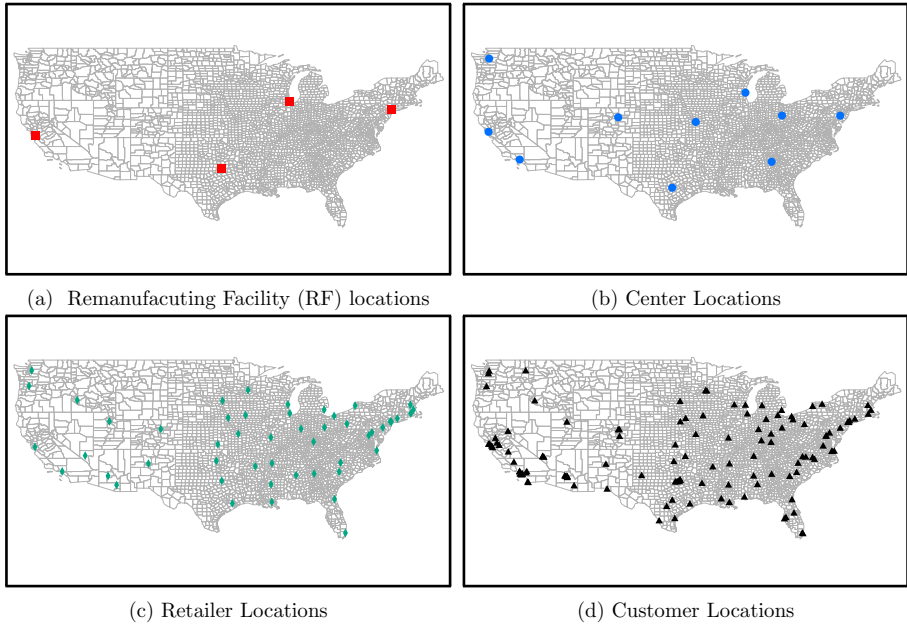 (a) Remanufacuting Facility (RF) locations
(b) Center Locations
(c) Retailer Locations
(d) Customer Locations